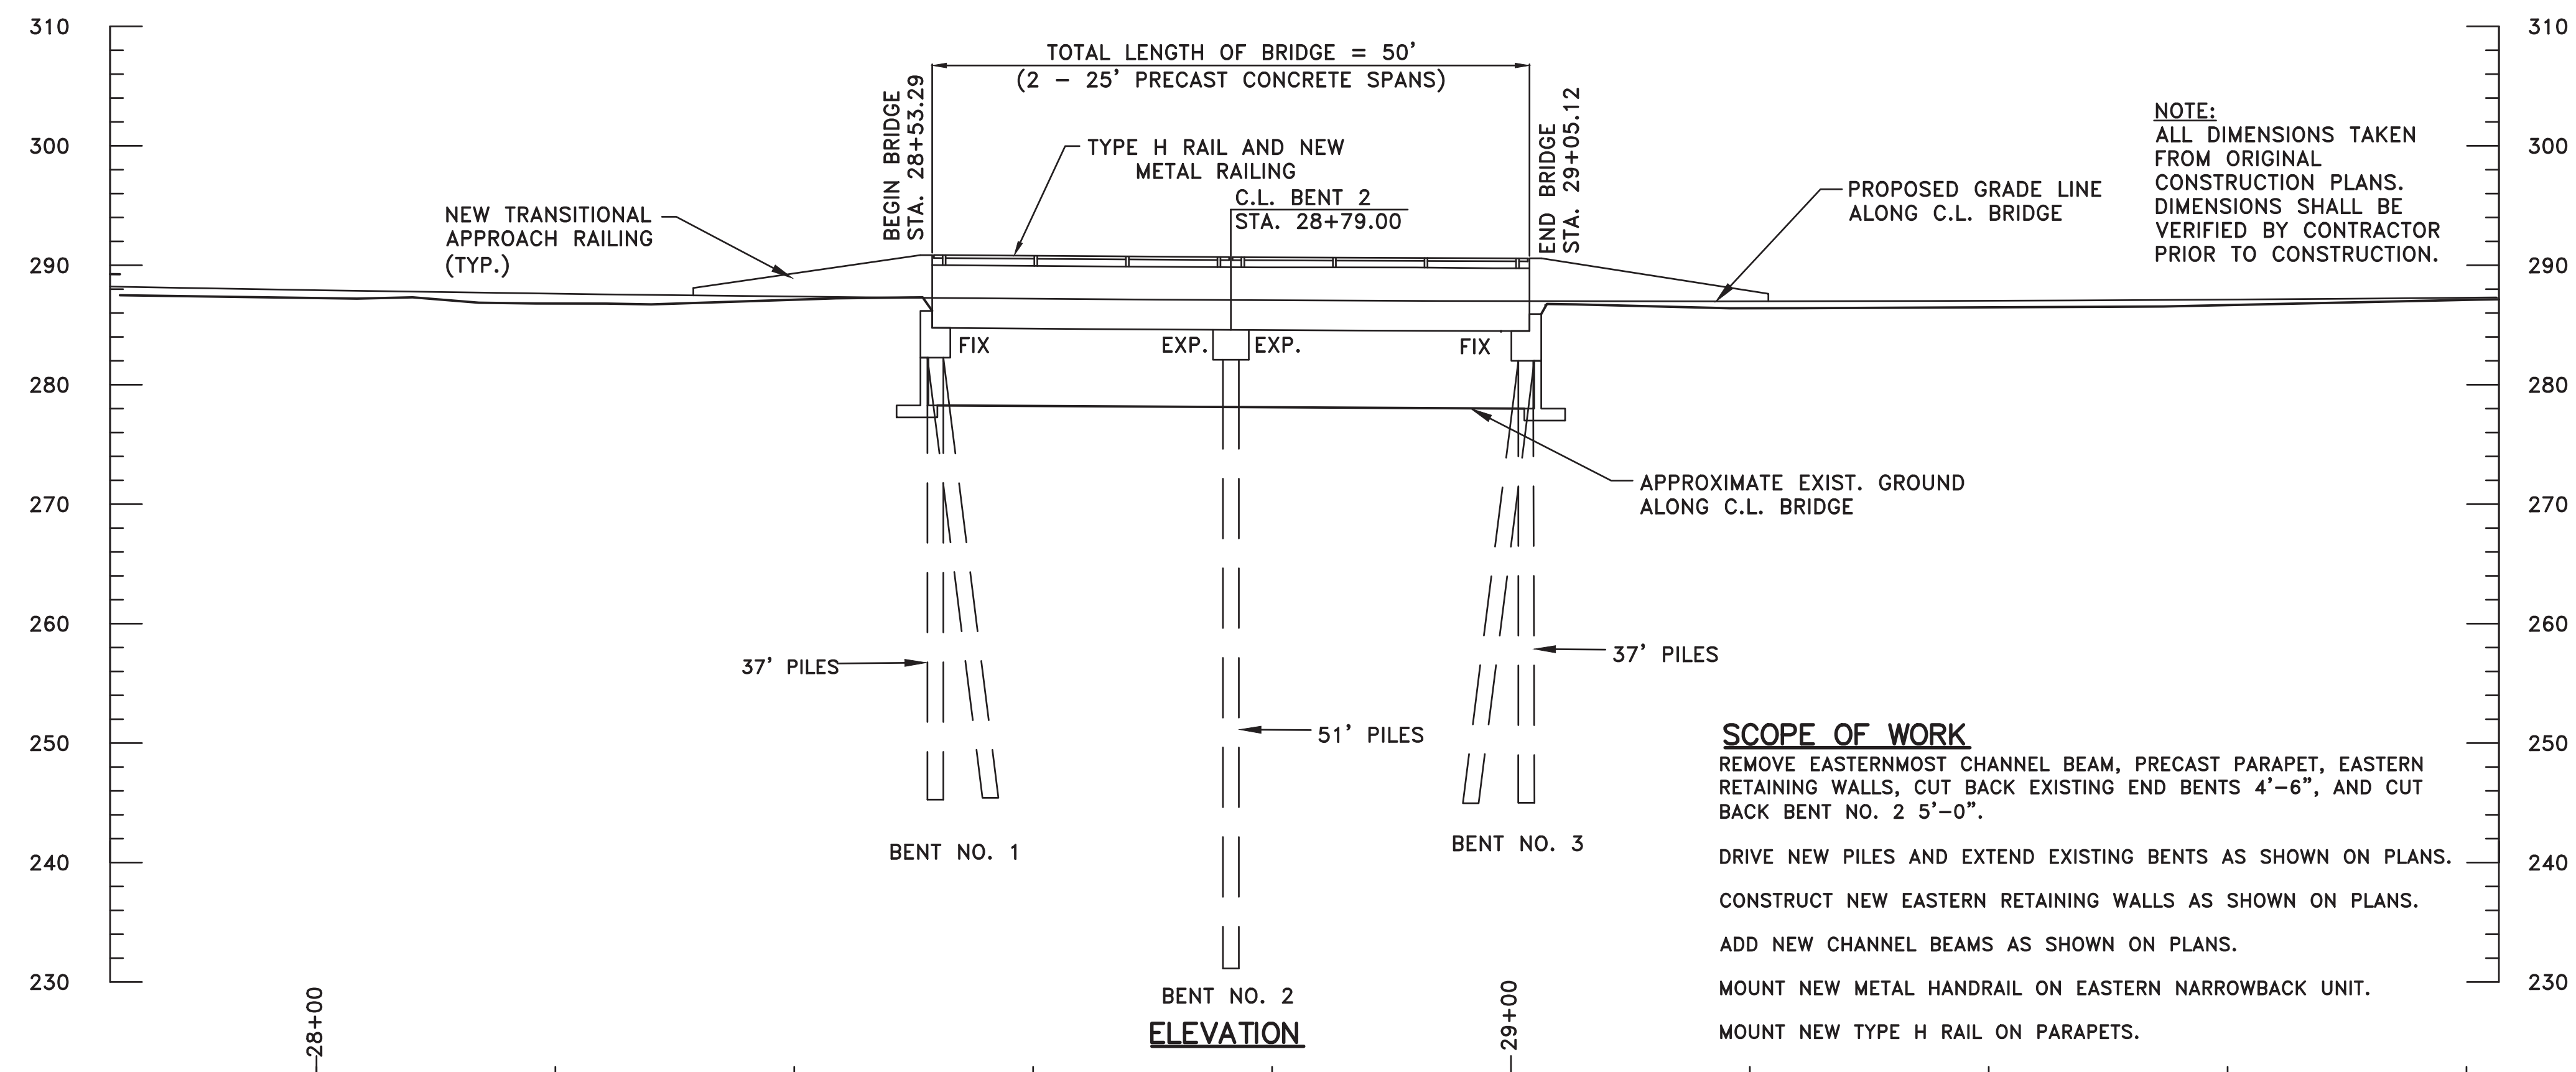 310
300
290
280
270
260
250
240
230
TOTAL LENGTH OF BRIDGE = 50'
(2 - 25' PRECAST CONCRETE SPANS)
BEGIN BRIDGE
STA. 28+53.29
TYPE H RAIL AND NEW
METAL RAILING
C.L. BENT 2
STA. 28+79.00
END BRIDGE
STA. 29+05.12
NEW TRANSITIONAL
APPROACH RAILING
(TYP.)
PROPOSED GRADE LINE
ALONG C.L. BRIDGE
NOTE:
ALL DIMENSIONS TAKEN
FROM ORIGINAL
CONSTRUCTION PLANS.
DIMENSIONS SHALL BE
VERIFIED BY CONTRACTOR
PRIOR TO CONSTRUCTION.
FIX
EXP.
EXP.
FIX
APPROXIMATE EXIST. GROUND
ALONG C.L. BRIDGE
37' PILES
51' PILES
37' PILES
BENT NO. 1
BENT NO. 2
BENT NO. 3
ELEVATION
SCOPE OF WORK
REMOVE EASTERNMOST CHANNEL BEAM, PRECAST PARAPET, EASTERN
RETAINING WALLS, CUT BACK EXISTING END BENTS 4'-6", AND CUT
BACK BENT NO. 2 5'-0".
DRIVE NEW PILES AND EXTEND EXISTING BENTS AS SHOWN ON PLANS.
CONSTRUCT NEW EASTERN RETAINING WALLS AS SHOWN ON PLANS.
ADD NEW CHANNEL BEAMS AS SHOWN ON PLANS.
MOUNT NEW METAL HANDRAIL ON EASTERN NARROWBACK UNIT.
MOUNT NEW TYPE H RAIL ON PARAPETS.
28+00
29+00
310
300
290
280
270
260
250
240
230